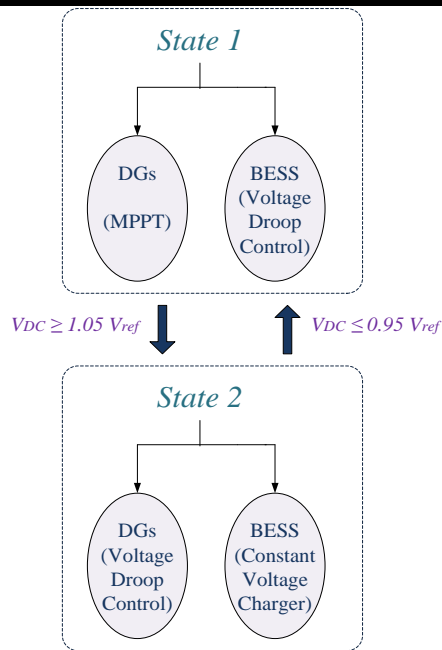 State 1
DGs
(MPPT)
BESS
(Voltage
Droop
Control)
VDC ≥ 1.05 Vref
VDC ≤ 0.95 Vref
State 2
DGs
(Voltage
Droop
Control)
BESS
(Constant
Voltage
Charger)